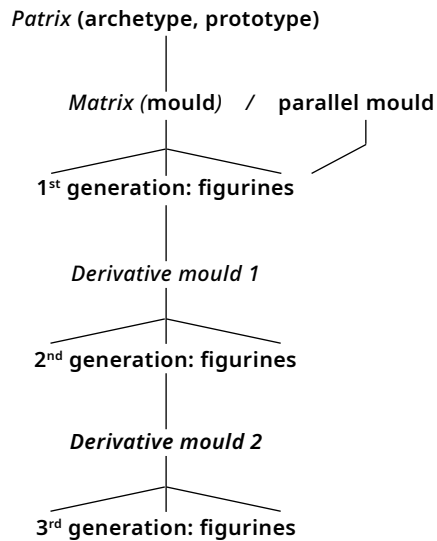 Patrix (archetype, prototype)
Matrix (mould) / parallel mould
1st generation: figurines
Derivative mould 1
2nd generation: figurines
Derivative mould 2
3rd generation: figurines